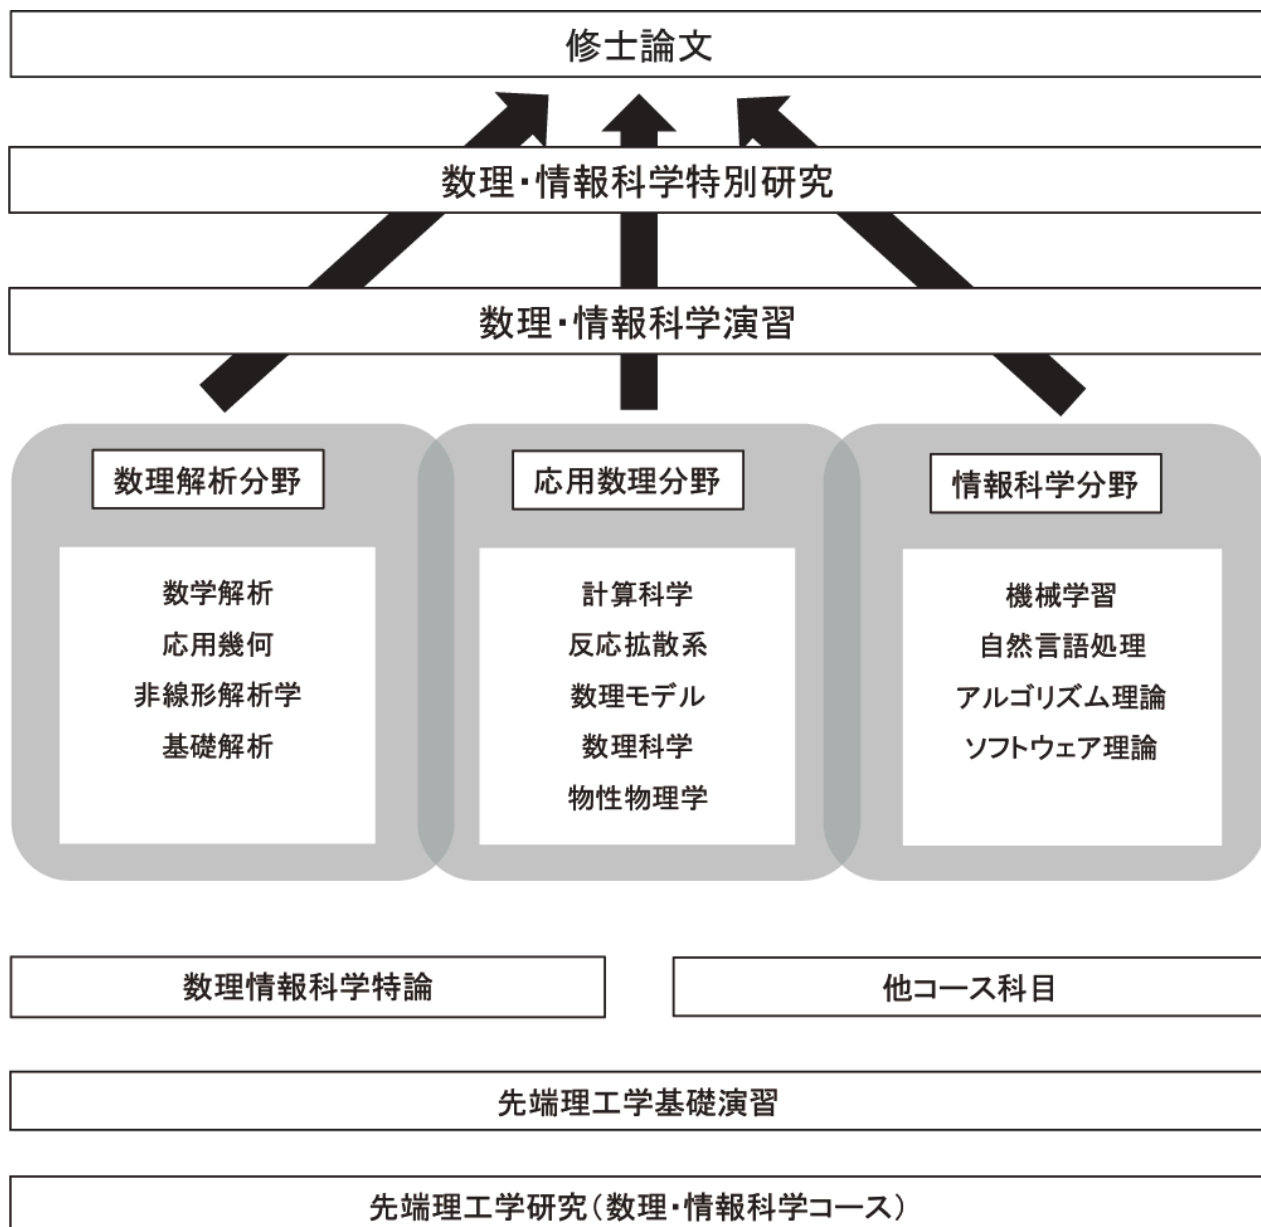 修士論文
数理・情報科学特別研究
数理・情報科学演習
数理解析分野
数学解析
応用幾何
非線形解析学
基礎解析
応用数理分野
計算科学
反応拡散系
数理モデル
数理科学
物性物理学
情報科学分野
機械学習
自然言語処理
アルゴリズム理論
ソフトウェア理論
数理情報科学特論
他コース科目
先端理工学基礎演習
先端理工学研究(数理・情報科学コース)